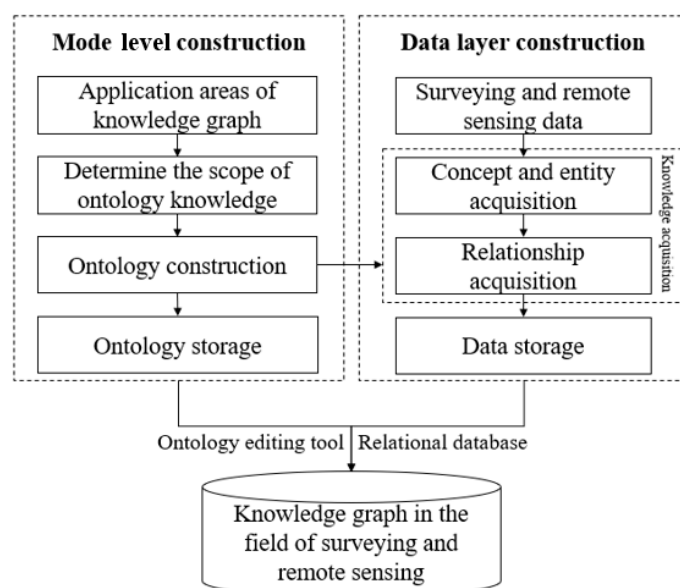 Mode level construction
Application areas of
knowledge graph
Determine the scope of
ontology knowledge
Ontology construction
Ontology storage
Data layer construction
Surveying and remote
sensing data
Concept and entity
acquisition
Relationship
acquisition
Knowledge acquisition
Data storage
Ontology editing tool
Relational database
Knowledge graph in the
field of surveying and
remote sensing